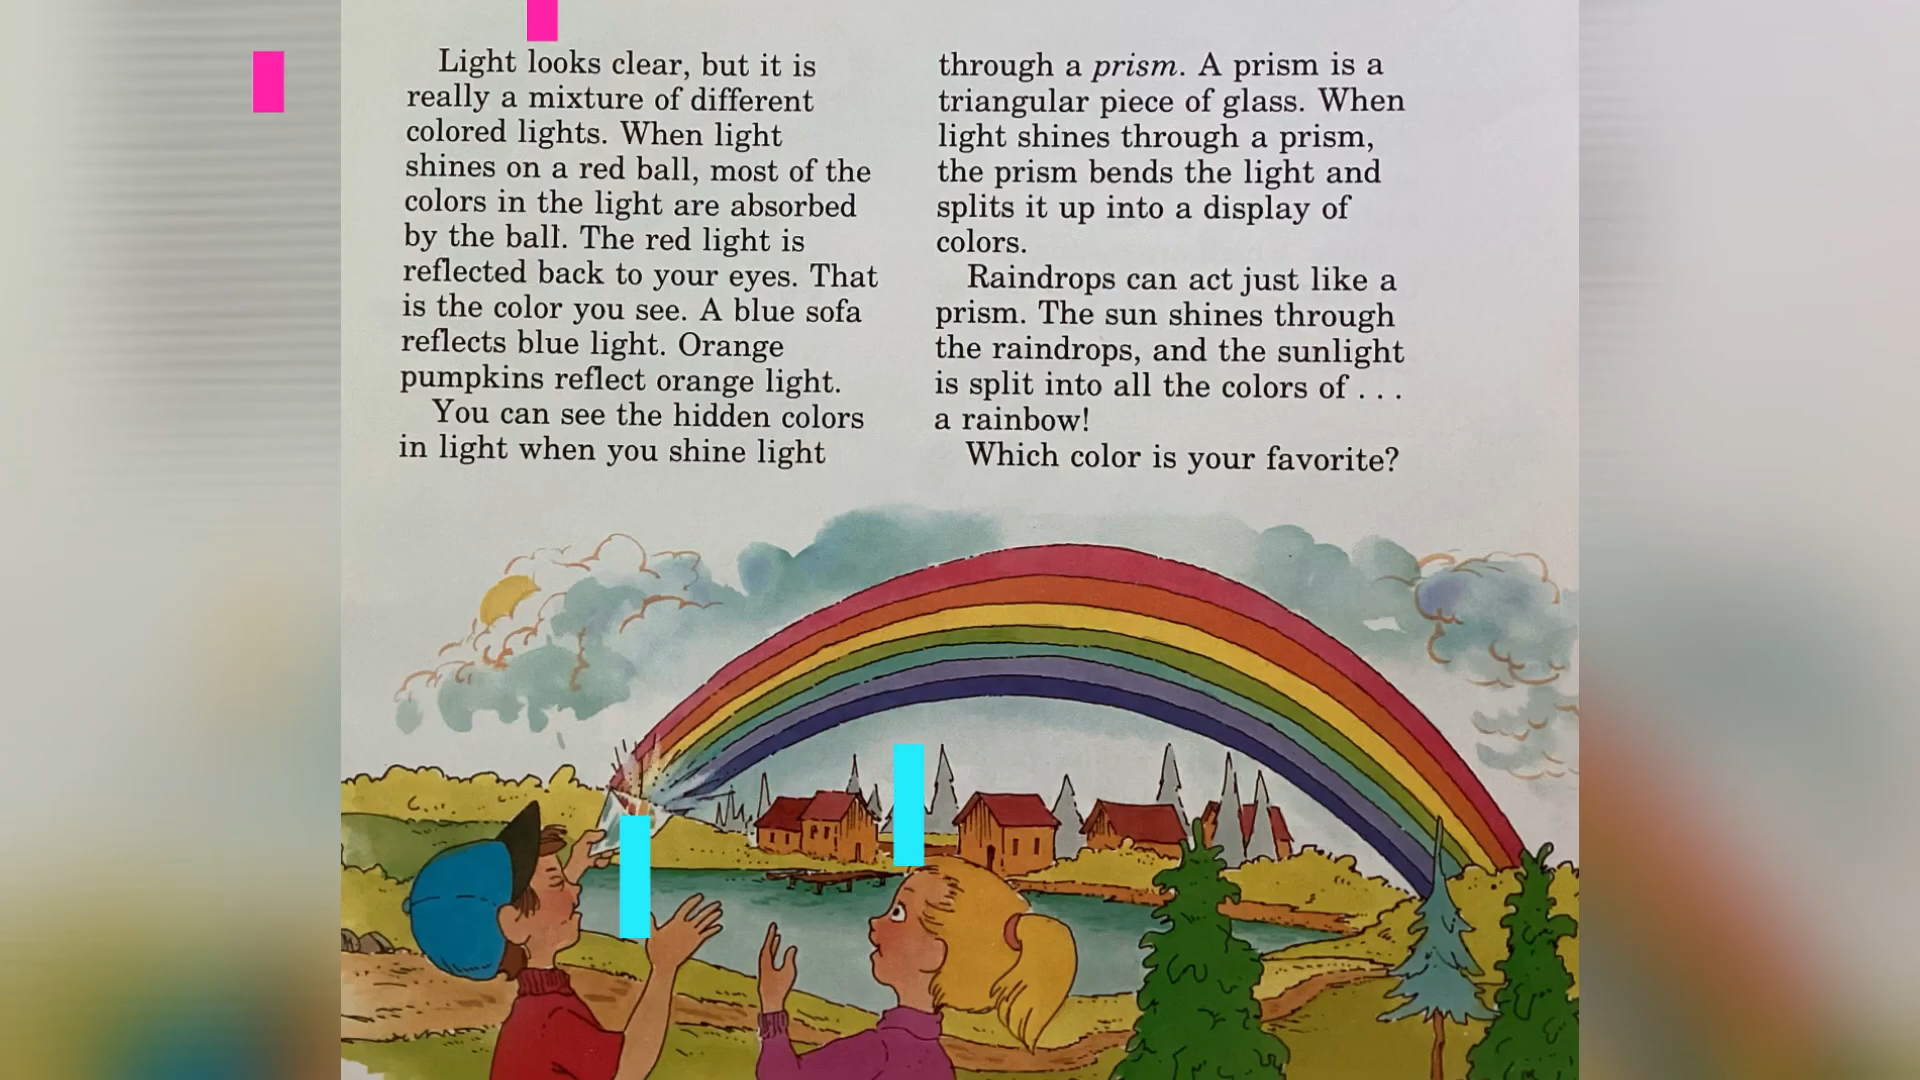 Light looks clear, but it is
really a mixture of different
colored lights. When light
shines on a red ball, most of the
colors in the light are absorbed
by the ball. The red light is
reflected back to your eyes. That
is the color you see. A blue sofa
reflects blue light. Orange
pumpkins reflect orange light.
You can see the hidden colors
in light when you shine light
through a prism. A prism is a
triangular piece of glass. When
light shines through a prism,
the prism bends the light and
splits it up into a display of
colors.
Raindrops can act just like a
prism. The sun shines through
the raindrops, and the sunlight
is split into all the colors of . . .
a rainbow!
Which color is your favorite?